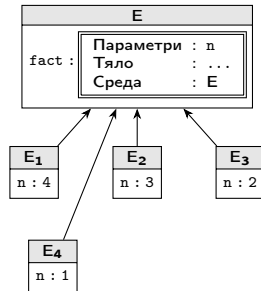 E
fact :
Параметри : n
Тяло : ...
Среда : E
E₁
n : 4
E₂
n : 3
E₃
n : 2
E₄
n : 1